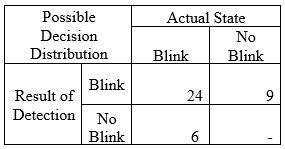 Possible Decision Distribution Actual State
Blink No Blink
Result of Detection Blink 24 9
No Blink 6 -